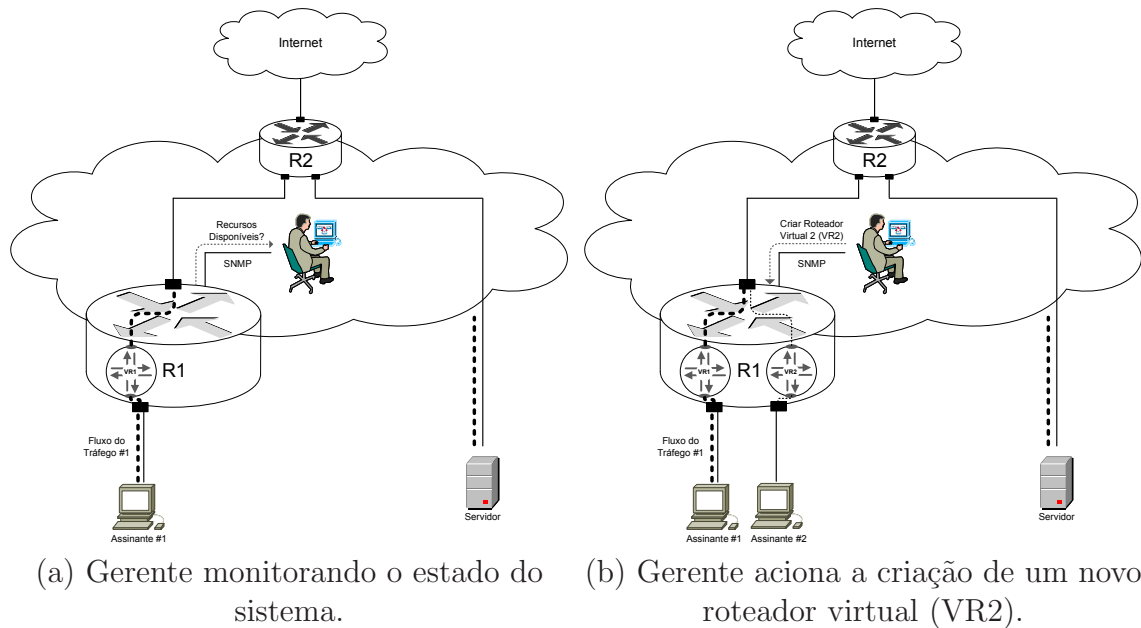 Internet
R2
Recursos
Disponíveis?
SNMP
VR1
R1
Fluxo do
Tráfego #1
Assinante #1
Servidor
(a) Gerente monitorando o estado do
sistema.
Internet
R2
Criar Roteador
Virtual 2 (VR2)
SNMP
VR1
R1
VR2
Fluxo do
Tráfego #1
Assinante #1
Assinante #2
Servidor
(b) Gerente aciona a criação de um novo
roteador virtual (VR2).